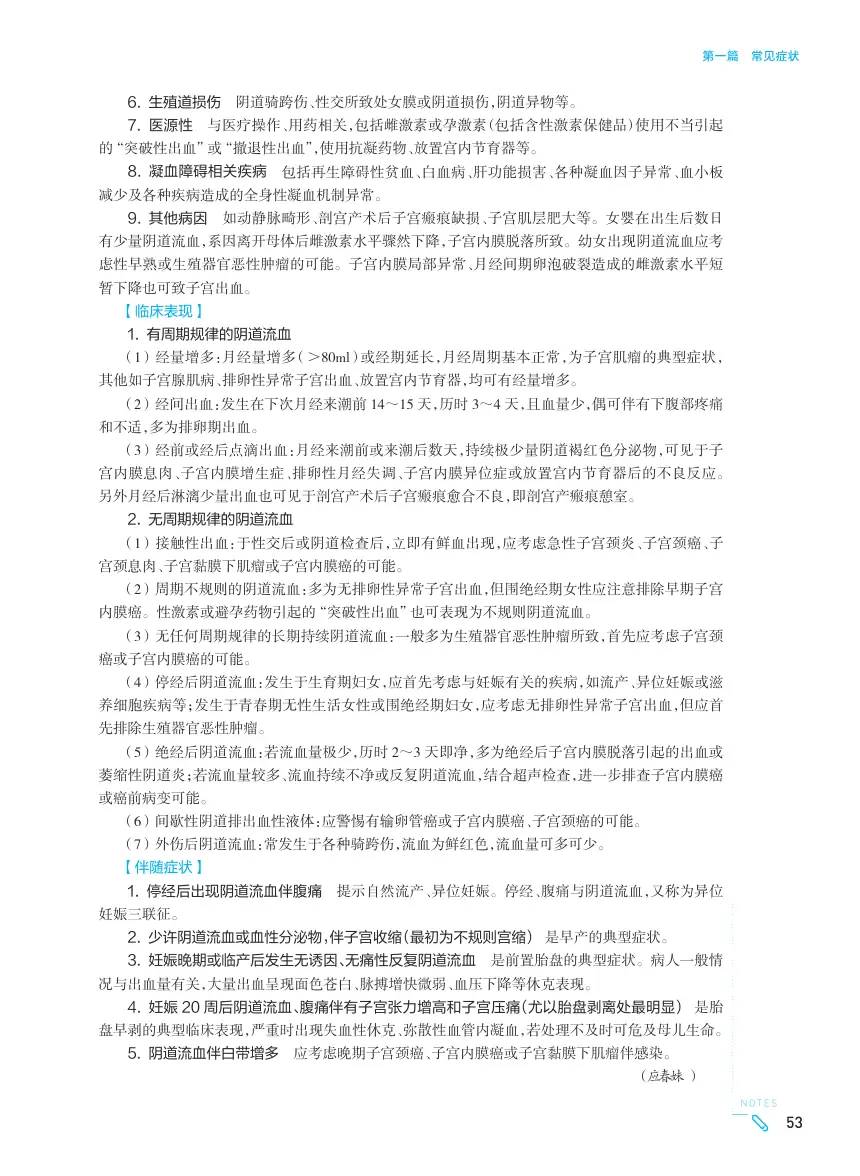 第一篇 常见症状
6. 生殖道损伤 阴道骑跨伤、性交所致处女膜或阴道损伤,阴道异物等。
7. 医源性 与医疗操作、用药相关,包括雌激素或孕激素(包括含性激素保健品)使用不当引起
的“突破性出血”或“撤退性出血”,使用抗凝药物、放置宫内节育器等。
8. 凝血障碍相关疾病 包括再生障碍性贫血、白血病、肝功能损害、各种凝血因子异常、血小板
减少及各种疾病造成的全身性凝血机制异常。
9. 其他病因 如动静脉畸形、剖宫产术后子宫瘢痕缺损、子宫肌层肥大等。女婴在出生后数日
有少量阴道流血,系因离开母体后雌激素水平骤然下降,子宫内膜脱落所致。幼女出现阴道流血应考
虑性早熟或生殖器官恶性肿瘤的可能。子宫内膜局部异常、月经间期卵泡破裂造成的雌激素水平短
暂下降也可致子宫出血。
【临床表现】
1. 有周期规律的阴道流血
(1)经量增多:月经量增多(>80ml)或经期延长,月经周期基本正常,为子宫肌瘤的典型症状,
其他如子宫腺肌病、排卵性异常子宫出血、放置宫内节育器,均可有经量增多。
(2)经间出血:发生在下次月经来潮前 14～15 天,历时 3～4 天,且血量少,偶可伴有下腹部疼痛
和不适,多为排卵期出血。
(3)经前或经后点滴出血:月经来潮前或来潮后数天,持续极少量阴道褐红色分泌物,可见于子
宫内膜息肉、子宫内膜增生症、排卵性月经失调、子宫内膜异位症或放置宫内节育器后的不良反应。
另外月经后淋漓少量出血也可见于剖宫产术后子宫瘢痕愈合不良,即剖宫产瘢痕憩室。
2. 无周期规律的阴道流血
(1)接触性出血:于性交后或阴道检查后,立即有鲜血出现,应考虑急性子宫颈炎、子宫颈癌、子
宫颈息肉、子宫黏膜下肌瘤或子宫内膜癌的可能。
(2)周期不规则的阴道流血:多为无排卵性异常子宫出血,但围绝经期女性应注意排除早期子宫
内膜癌。性激素或避孕药物引起的“突破性出血”也可表现为不规则阴道流血。
(3)无任何周期规律的长期持续阴道流血:一般多为生殖器官恶性肿瘤所致,首先应考虑子宫颈
癌或子宫内膜癌的可能。
(4)停经后阴道流血:发生于生育期妇女,应首先考虑与妊娠有关的疾病,如流产、异位妊娠或滋
养细胞疾病等;发生于青春期无性生活女性或围绝经期妇女,应考虑无排卵性异常子宫出血,但应首
先排除生殖器官恶性肿瘤。
(5)绝经后阴道流血:若流血量极少,历时 2～3 天即净,多为绝经后子宫内膜脱落引起的出血或
萎缩性阴道炎;若流血量较多、流血持续不净或反复阴道流血,结合超声检查,进一步排查子宫内膜癌
或癌前病变可能。
(6)间歇性阴道排出血性液体:应警惕有输卵管癌或子宫内膜癌、子宫颈癌的可能。
(7)外伤后阴道流血:常发生于各种骑跨伤,流血为鲜红色,流血量可多可少。
【伴随症状】
1. 停经后出现阴道流血伴腹痛 提示自然流产、异位妊娠。停经、腹痛与阴道流血,又称为异位
妊娠三联征。
2. 少许阴道流血或血性分泌物,伴子宫收缩(最初为不规则宫缩) 是早产的典型症状。
3. 妊娠晚期或临产后发生无诱因、无痛性反复阴道流血 是前置胎盘的典型症状。病人一般情
况与出血量有关,大量出血呈现面色苍白、脉搏增快微弱、血压下降等休克表现。
4. 妊娠 20 周后阴道流血、腹痛伴有子宫张力增高和子宫压痛(尤以胎盘剥离处最明显) 是胎
盘早剥的典型临床表现,严重时出现失血性休克、弥散性血管内凝血,若处理不及时可危及母儿生命。
5. 阴道流血伴白带增多 应考虑晚期子宫颈癌、子宫内膜癌或子宫黏膜下肌瘤伴感染。
(应春妹)
NOTES
53